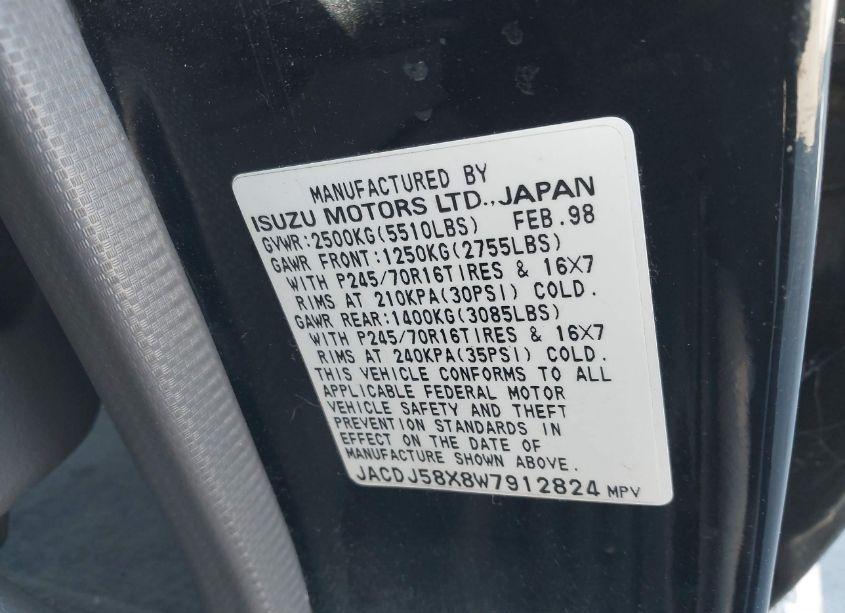 MANUFACTURED BY
ISUZU MOTORS LTD.,JAPAN
GVWR:2500KG(5510LBS) FEB.98
GAWR FRONT:1250KG(2755LBS)
WITH P245/70R16TIRES & 16X7
RIMS AT 210KPA(30PSI) COLD.
GAWR REAR:1400KG(3085LBS)
WITH P245/70R16TIRES & 16X7
RIMS AT 240KPA(35PSI) COLD.
THIS VEHICLE CONFORMS TO ALL
APPLICABLE FEDERAL MOTOR
VEHICLE SAFETY AND THEFT
PREVENTION STANDARDS IN
EFFECT ON THE DATE OF
MANUFACTURE SHOWN ABOVE.
JACDJ58X8W7912824 MPV